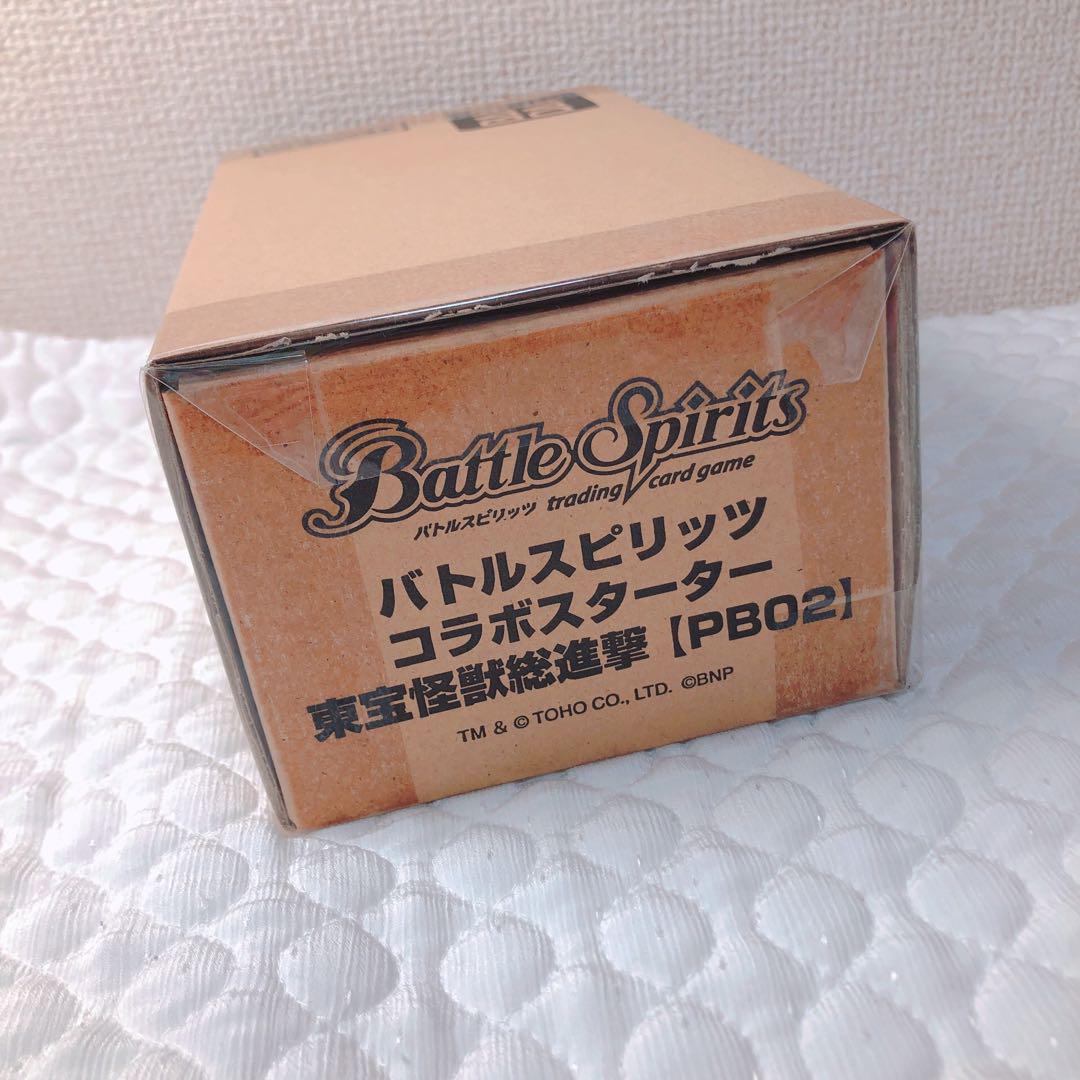 Battle Spirits
バトルスピリッツ trading card game
バトルスピリッツ
コラボスターター
東宝怪獣総進撃【PB02】
TM & © TOHO CO., LTD. ©BNP